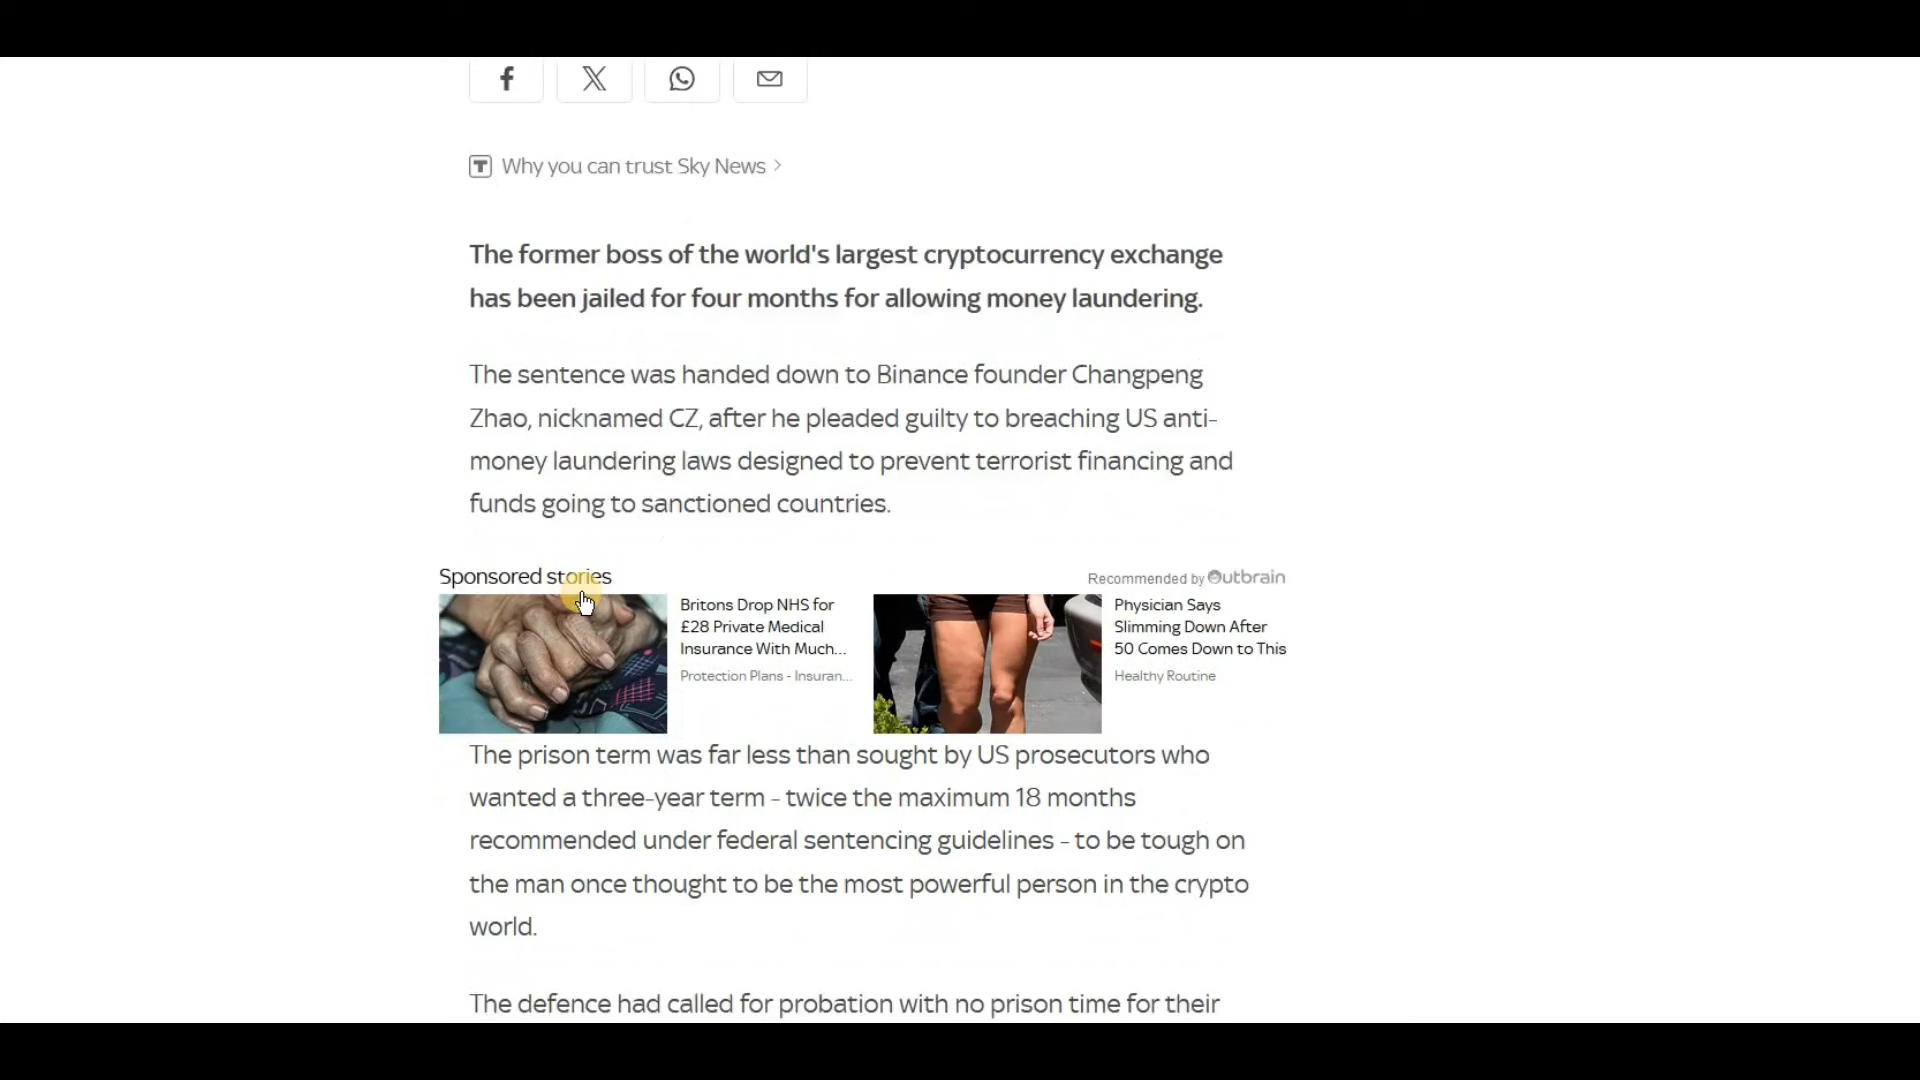 Why you can trust Sky News >
The former boss of the world's largest cryptocurrency exchange
has been jailed for four months for allowing money laundering.
The sentence was handed down to Binance founder Changpeng
Zhao, nicknamed CZ, after he pleaded guilty to breaching US anti-
money laundering laws designed to prevent terrorist financing and
funds going to sanctioned countries.
Sponsored stories
Recommended by Outbrain
Britons Drop NHS for
£28 Private Medical
Insurance With Much...
Protection Plans - Insuran...
Physician Says
Slimming Down After
50 Comes Down to This
Healthy Routine
The prison term was far less than sought by US prosecutors who
wanted a three-year term - twice the maximum 18 months
recommended under federal sentencing guidelines - to be tough on
the man once thought to be the most powerful person in the crypto
world.
The defence had called for probation with no prison time for their